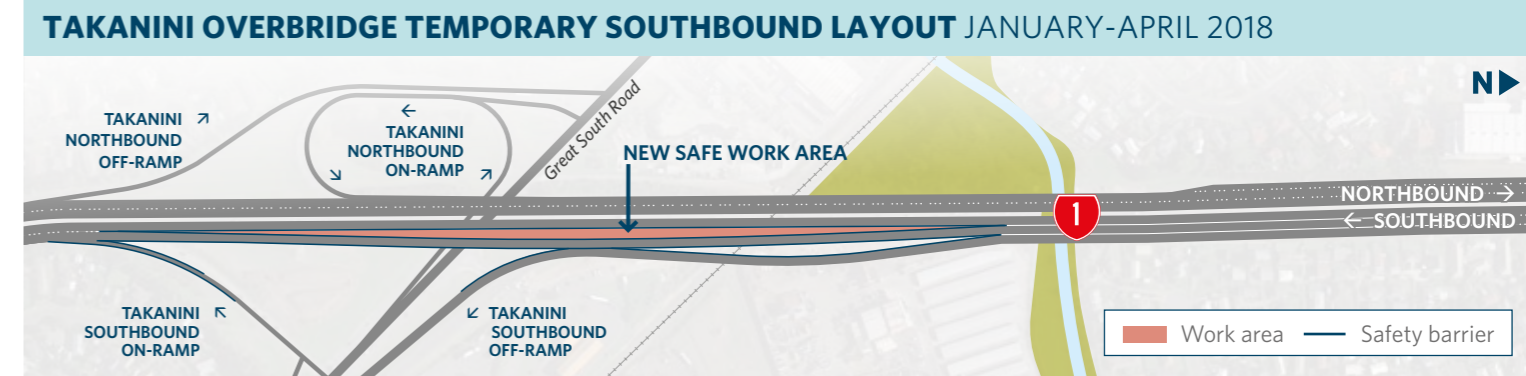 TAKANINI OVERBRIDGE TEMPORARY SOUTHBOUND LAYOUT JANUARY-APRIL 2018
N
TAKANINI
NORTHBOUND
OFF-RAMP
TAKANINI
NORTHBOUND
ON-RAMP
Great South Road
NEW SAFE WORK AREA
NORTHBOUND →
← SOUTHBOUND
1
TAKANINI
SOUTHBOUND
ON-RAMP
TAKANINI
SOUTHBOUND
OFF-RAMP
Work area
Safety barrier